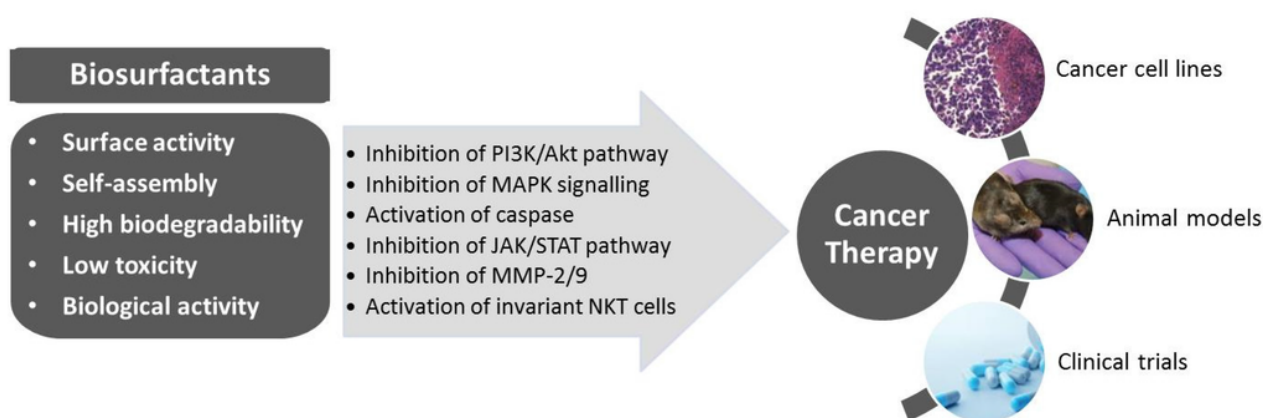 Biosurfactants
• Surface activity
• Self-assembly
• High biodegradability
• Low toxicity
• Biological activity
• Inhibition of PI3K/Akt pathway
• Inhibition of MAPK signalling
• Activation of caspase
• Inhibition of JAK/STAT pathway
• Inhibition of MMP-2/9
• Activation of invariant NKT cells
Cancer
Therapy
Cancer cell lines
Animal models
Clinical trials